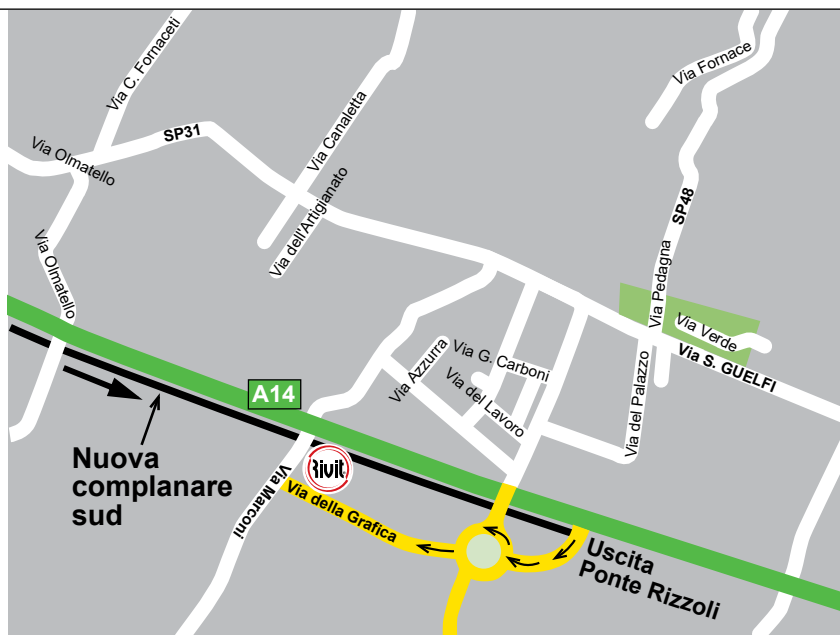 Via C. Fornaceti
Via Fornace
SP31
Via Canaletta
Via Olmatello
Via dell'Artigianato
SP48
Via Olmatello
Via Pedagna
Via Verde
Via S. GUELFI
Via G. Carboni
Via Azzurra
Via del Lavoro
Via del Palazzo
A14
Nuova
complanare
sud
Rivit
Via Marconi
Via della Grafica
Uscita
Ponte Rizzoli